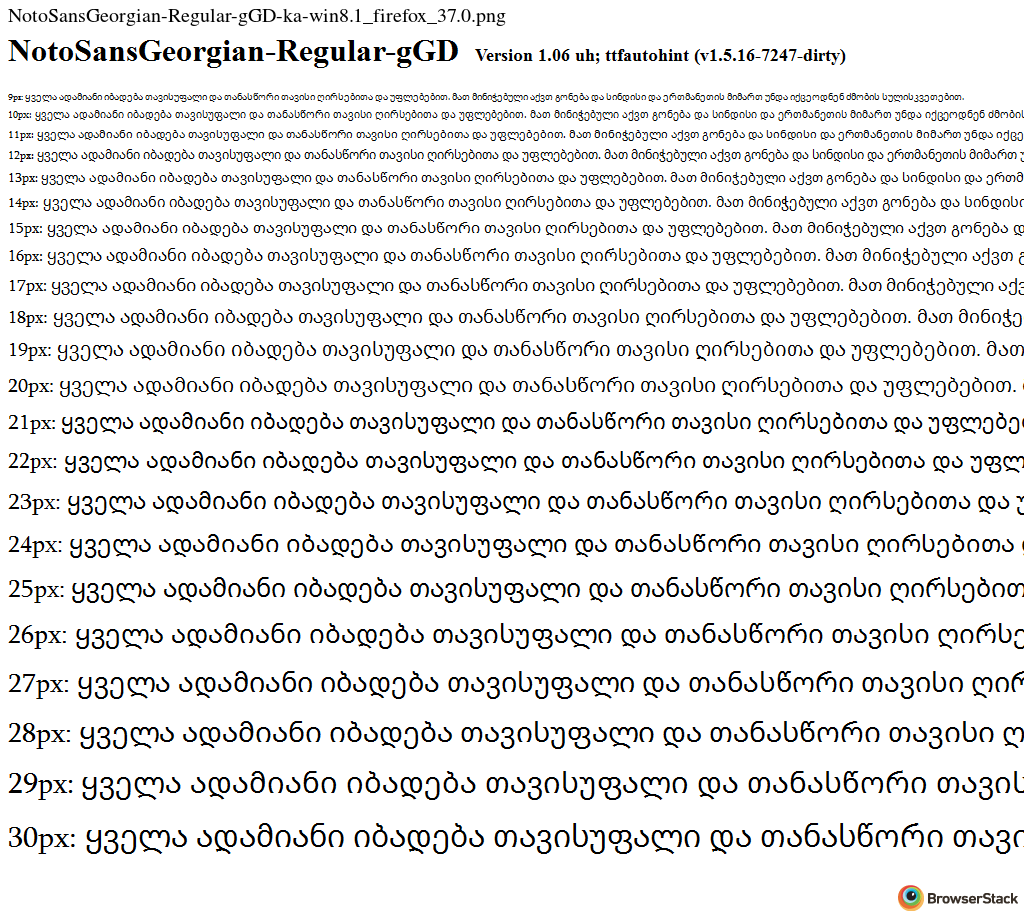 NotoSansGeorgian-Regular-gGD-ka-win8.1_firefox_37.0.png
NotoSansGeorgian-Regular-gGD Version 1.06 uh; ttfautohint (v1.5.16-7247-dirty)
9px: ყველა ადამიანი იბადება თავისუფალი და თანასწორი თავისი ღირსებითა და უფლებებით. მათ მინიჭებული აქვთ გონება და სინდისი და ერთმანეთის მიმართ უნდა იქცეოდნენ ძმობის სულისკვეთებით.
10px: ყველა ადამიანი იბადება თავისუფალი და თანასწორი თავისი ღირსებითა და უფლებებით. მათ მინიჭებული აქვთ გონება და სინდისი და ერთმანეთის მიმართ უნდა იქცეოდნენ ძმობის
11px: ყველა ადამიანი იბადება თავისუფალი და თანასწორი თავისი ღირსებითა და უფლებებით. მათ მინიჭებული აქვთ გონება და სინდისი და ერთმანეთის მიმართ უნდა იქცე
12px: ყველა ადამიანი იბადება თავისუფალი და თანასწორი თავისი ღირსებითა და უფლებებით. მათ მინიჭებული აქვთ გონება და სინდისი და ერთმანეთის მიმართ
13px: ყველა ადამიანი იბადება თავისუფალი და თანასწორი თავისი ღირსებითა და უფლებებით. მათ მინიჭებული აქვთ გონება და სინდისი და ერთმ
14px: ყველა ადამიანი იბადება თავისუფალი და თანასწორი თავისი ღირსებითა და უფლებებით. მათ მინიჭებული აქვთ გონება და სინდისი
15px: ყველა ადამიანი იბადება თავისუფალი და თანასწორი თავისი ღირსებითა და უფლებებით. მათ მინიჭებული აქვთ გონება დ
16px: ყველა ადამიანი იბადება თავისუფალი და თანასწორი თავისი ღირსებითა და უფლებებით. მათ მინიჭებული აქვთ გ
17px: ყველა ადამიანი იბადება თავისუფალი და თანასწორი თავისი ღირსებითა და უფლებებით. მათ მინიჭებული აქვ
18px: ყველა ადამიანი იბადება თავისუფალი და თანასწორი თავისი ღირსებითა და უფლებებით. მათ მინიჭე
19px: ყველა ადამიანი იბადება თავისუფალი და თანასწორი თავისი ღირსებითა და უფლებებით. მათ
20px: ყველა ადამიანი იბადება თავისუფალი და თანასწორი თავისი ღირსებითა და უფლებებით.
21px: ყველა ადამიანი იბადება თავისუფალი და თანასწორი თავისი ღირსებითა და უფლებე
22px: ყველა ადამიანი იბადება თავისუფალი და თანასწორი თავისი ღირსებითა და უფლ
23px: ყველა ადამიანი იბადება თავისუფალი და თანასწორი თავისი ღირსებითა და უ
24px: ყველა ადამიანი იბადება თავისუფალი და თანასწორი თავისი ღირსებითა
25px: ყველა ადამიანი იბადება თავისუფალი და თანასწორი თავისი ღირსებით
26px: ყველა ადამიანი იბადება თავისუფალი და თანასწორი თავისი ღირსე
27px: ყველა ადამიანი იბადება თავისუფალი და თანასწორი თავისი ღირ
28px: ყველა ადამიანი იბადება თავისუფალი და თანასწორი თავისი ღ
29px: ყველა ადამიანი იბადება თავისუფალი და თანასწორი თავის
30px: ყველა ადამიანი იბადება თავისუფალი და თანასწორი თავი
BrowserStack